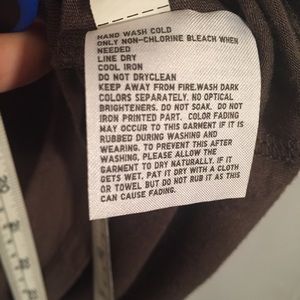 HAND WASH COLD
ONLY NON-CHLORINE BLEACH WHEN
NEEDED
LINE DRY
COOL IRON
DO NOT DRYCLEAN
KEEP AWAY FROM FIRE.WASH DARK
COLORS SEPARATELY. NO OPTICAL
BRIGHTENERS. DO NOT SOAK. DO NOT
IRON PRINTED PART. COLOR FADING
MAY OCCUR TO THIS GARMENT IF IT IS
RUBBED DURING WASHING AND
WEARING. TO PREVENT THIS AFTER
WASHING, PLEASE ALLOW THE
GARMENT TO DRY NATURALLY. IF IT
GETS WET, PAT IT DRY WITH A CLOTH
OR TOWEL BUT DO NOT RUB IT AS THIS
CAN CAUSE FADING.
20